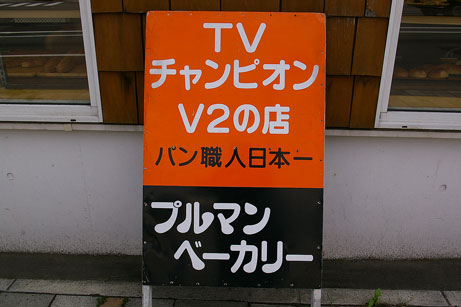 TV
チャンピオン
V2の店
パン職人日本一
プルマン
ベーカリー